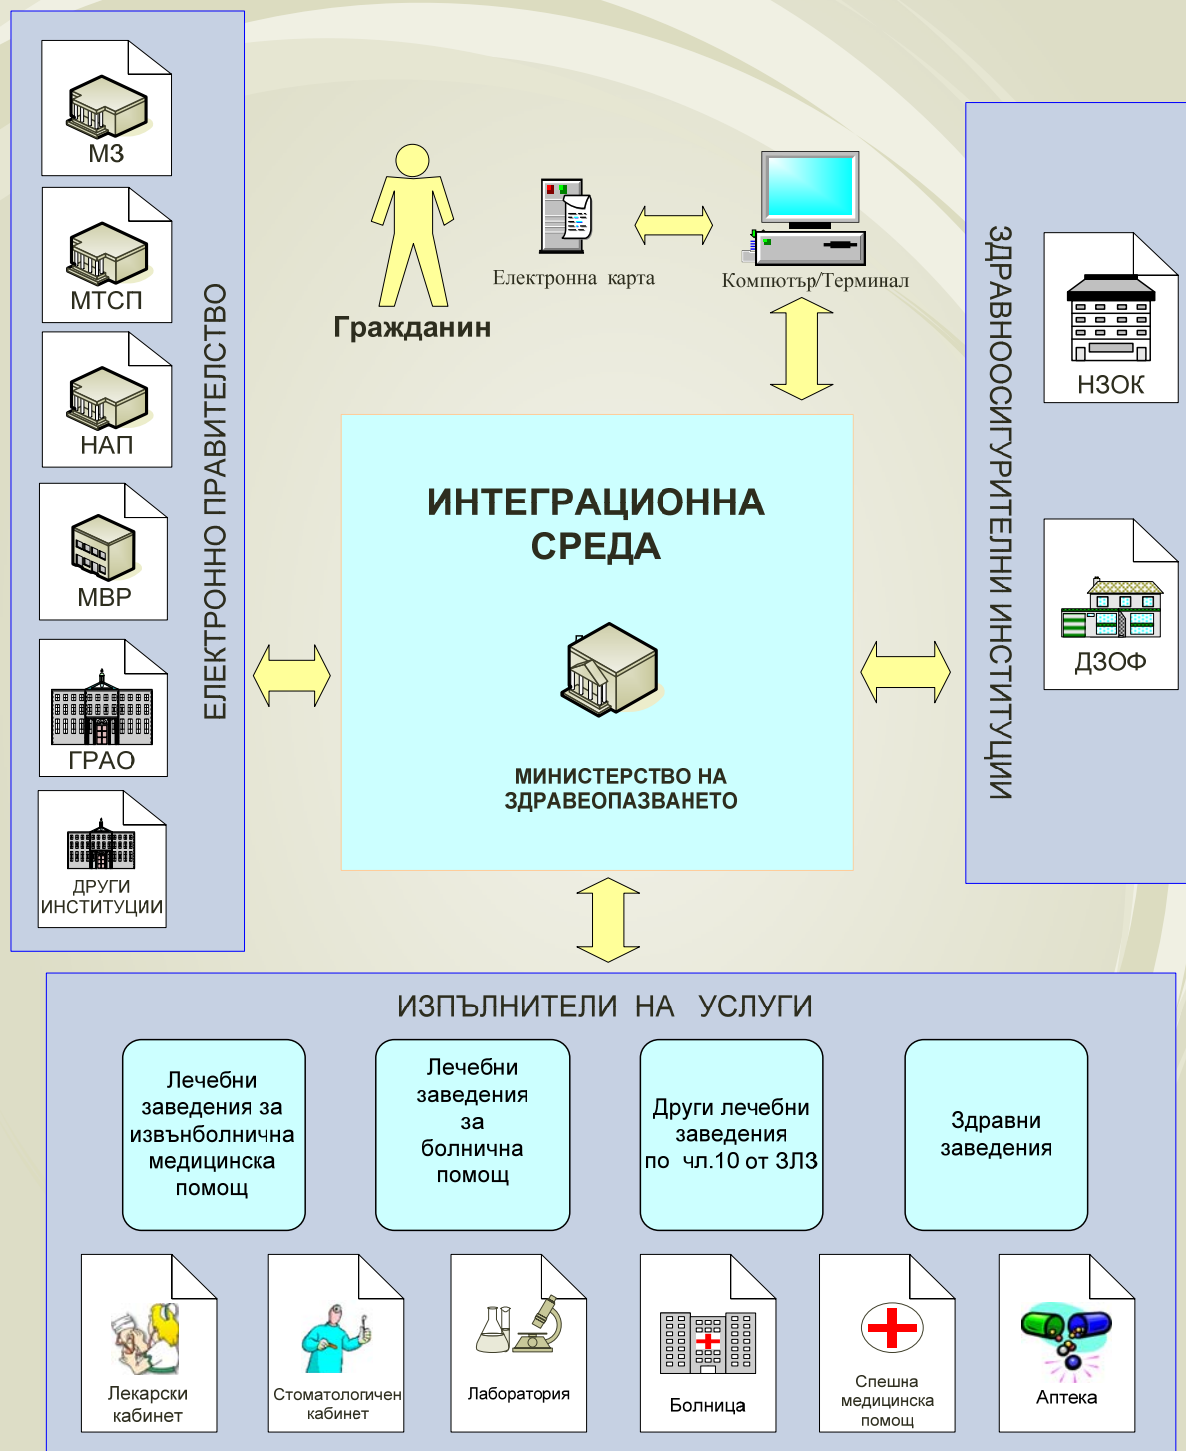 МЗ
МТСП
НАП
МВР
ГРАО
ДРУГИ
ИНСТИТУЦИИ
ЕЛЕКТРОННО ПРАВИТЕЛСТВО
Гражданин
Електронна карта
Компютър/Терминал
ИНТЕГРАЦИОННА
СРЕДА
МИНИСТЕРСТВО НА
ЗДРАВЕОПАЗВАНЕТО
ЗДРАВНООСИГУРИТЕЛНИ ИНСТИТУЦИИ
НЗОК
ДЗОФ
ИЗПЪЛНИТЕЛИ НА УСЛУГИ
Лечебни
заведения за
извънболнична
медицинска
помощ
Лечебни
заведения
за
болнична
помощ
Други лечебни
заведения
по чл.10 от ЗЛЗ
Здравни
заведения
Лекарски
кабинет
Стоматологичен
кабинет
Лаборатория
Болница
Спешна
медицинска
помощ
Аптека